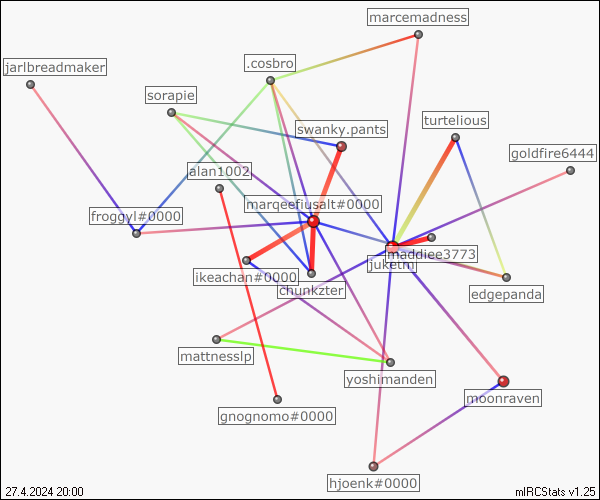 marcemadness
jarlbreadmaker
.cosbro
sorapie
turtelious
swanky.pants
goldfire6444
alan1002
marqeefiusalt#0000
froggyl#0000
maddiee3773
ikeachan#0000
chunkzter
edgepanda
mattnesslp
yoshimanden
moonraven
gnognomo#0000
hjoenk#0000
27.4.2024 20:00
mIRCStats v1.25